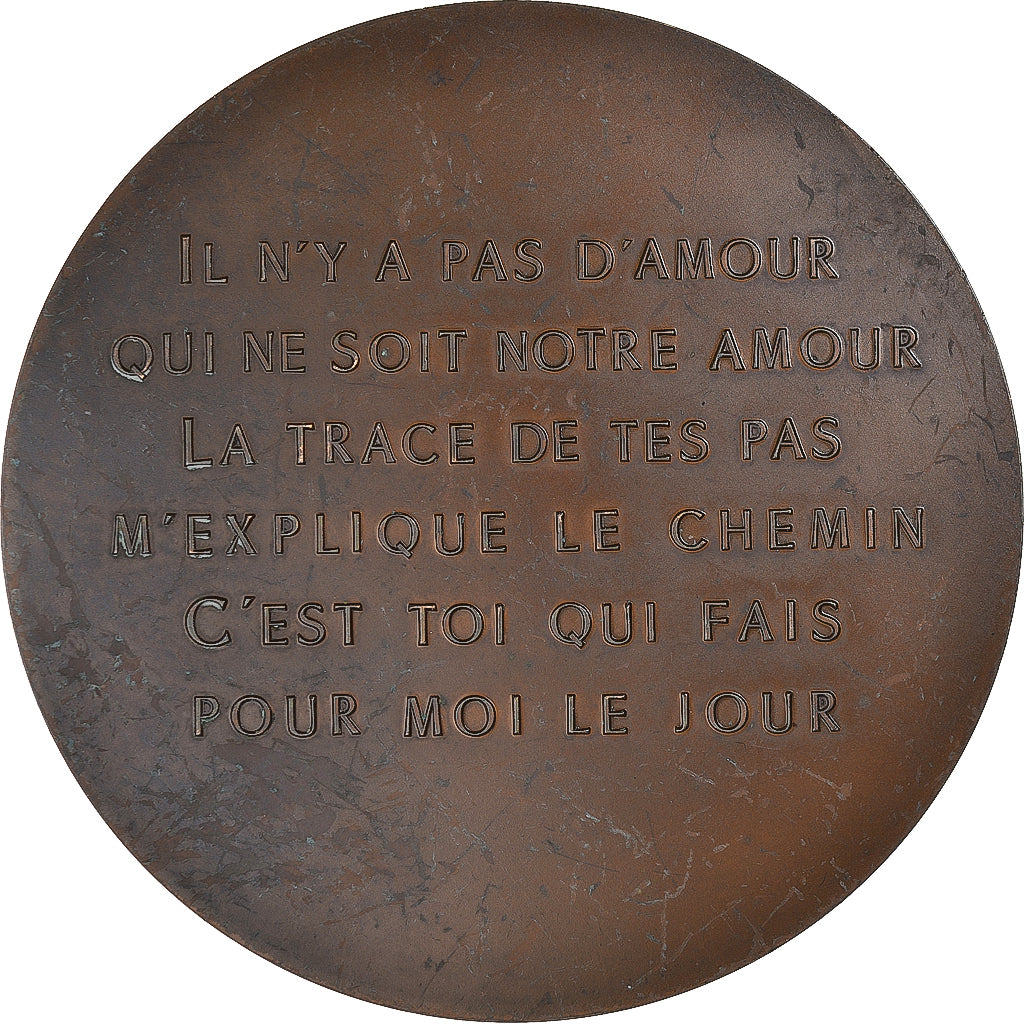 IL N'Y A PAS D'AMOUR
QUI NE SOIT NOTRE AMOUR
LA TRACE DE TES PAS
M'EXPLIQUE LE CHEMIN
C'EST TOI QUI FAIS
POUR MOI LE JOUR